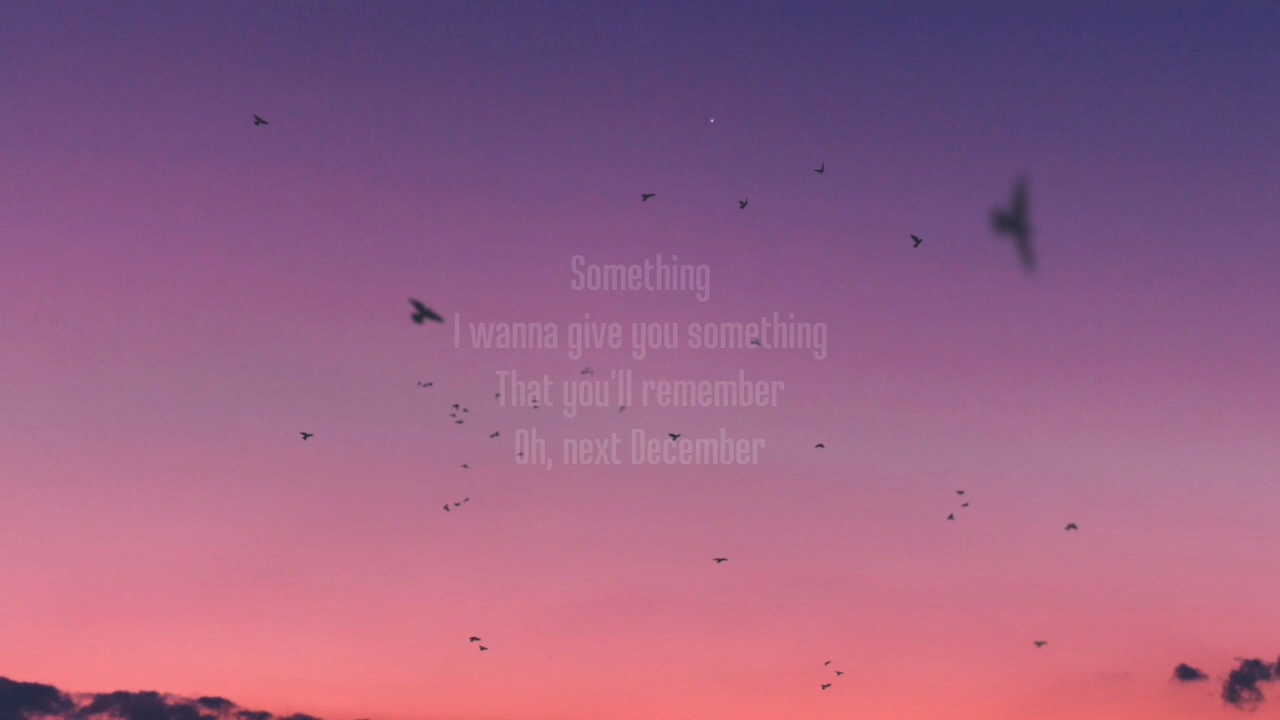 Something
I wanna give you something
That you'll remember
Oh, next December